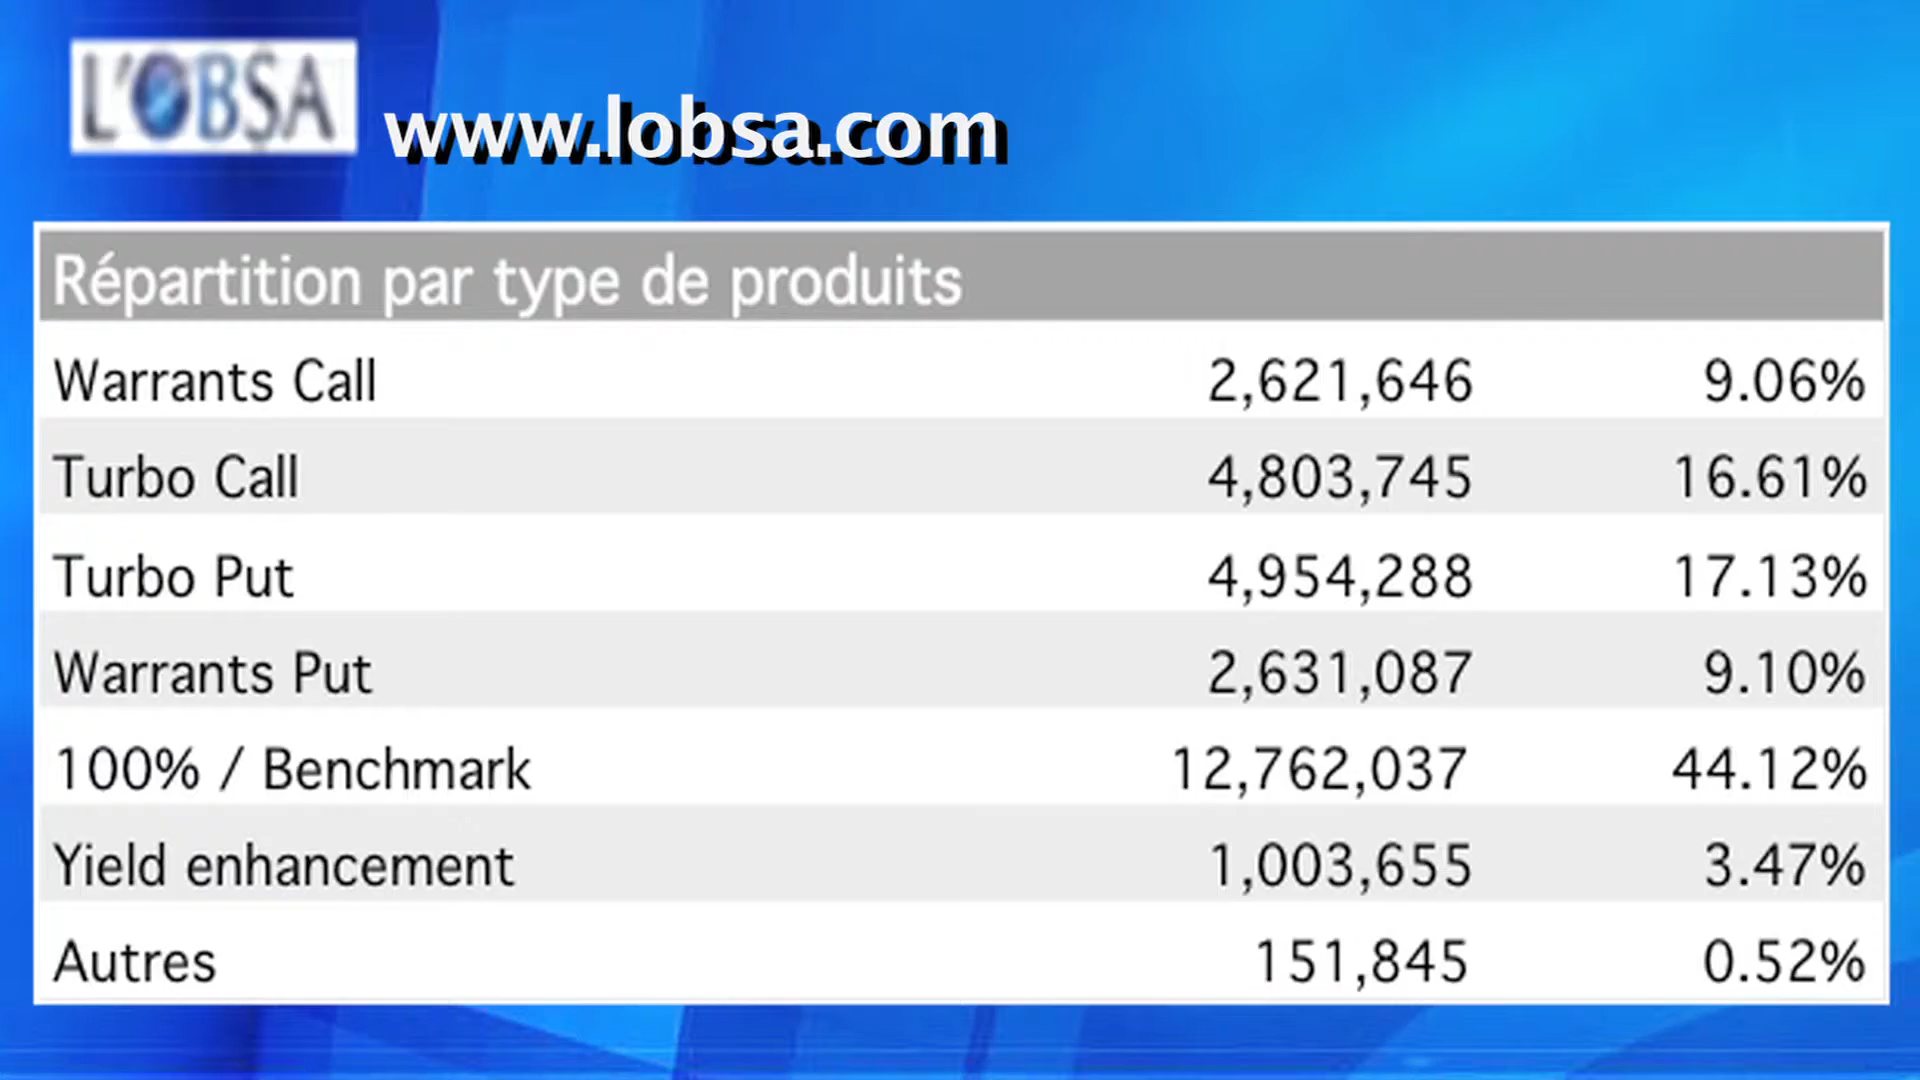 L'OBSA
www.lobsa.com
Répartition par type de produits
Warrants Call 2,621,646 9.06%
Turbo Call 4,803,745 16.61%
Turbo Put 4,954,288 17.13%
Warrants Put 2,631,087 9.10%
100% / Benchmark 12,762,037 44.12%
Yield enhancement 1,003,655 3.47%
Autres 151,845 0.52%